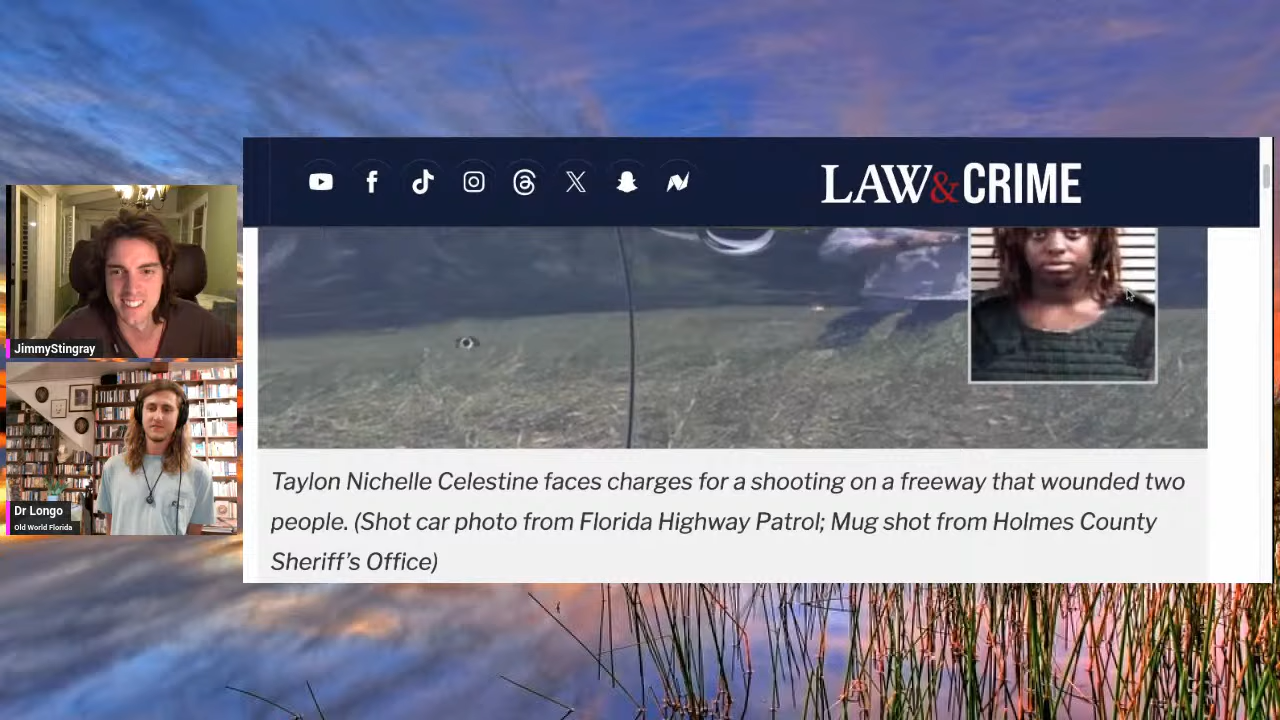 LAW&CRIME
JimmyStingray
Dr Longo
Old World Florida
Taylon Nichelle Celestine faces charges for a shooting on a freeway that wounded two
people. (Shot car photo from Florida Highway Patrol; Mug shot from Holmes County
Sheriff’s Office)